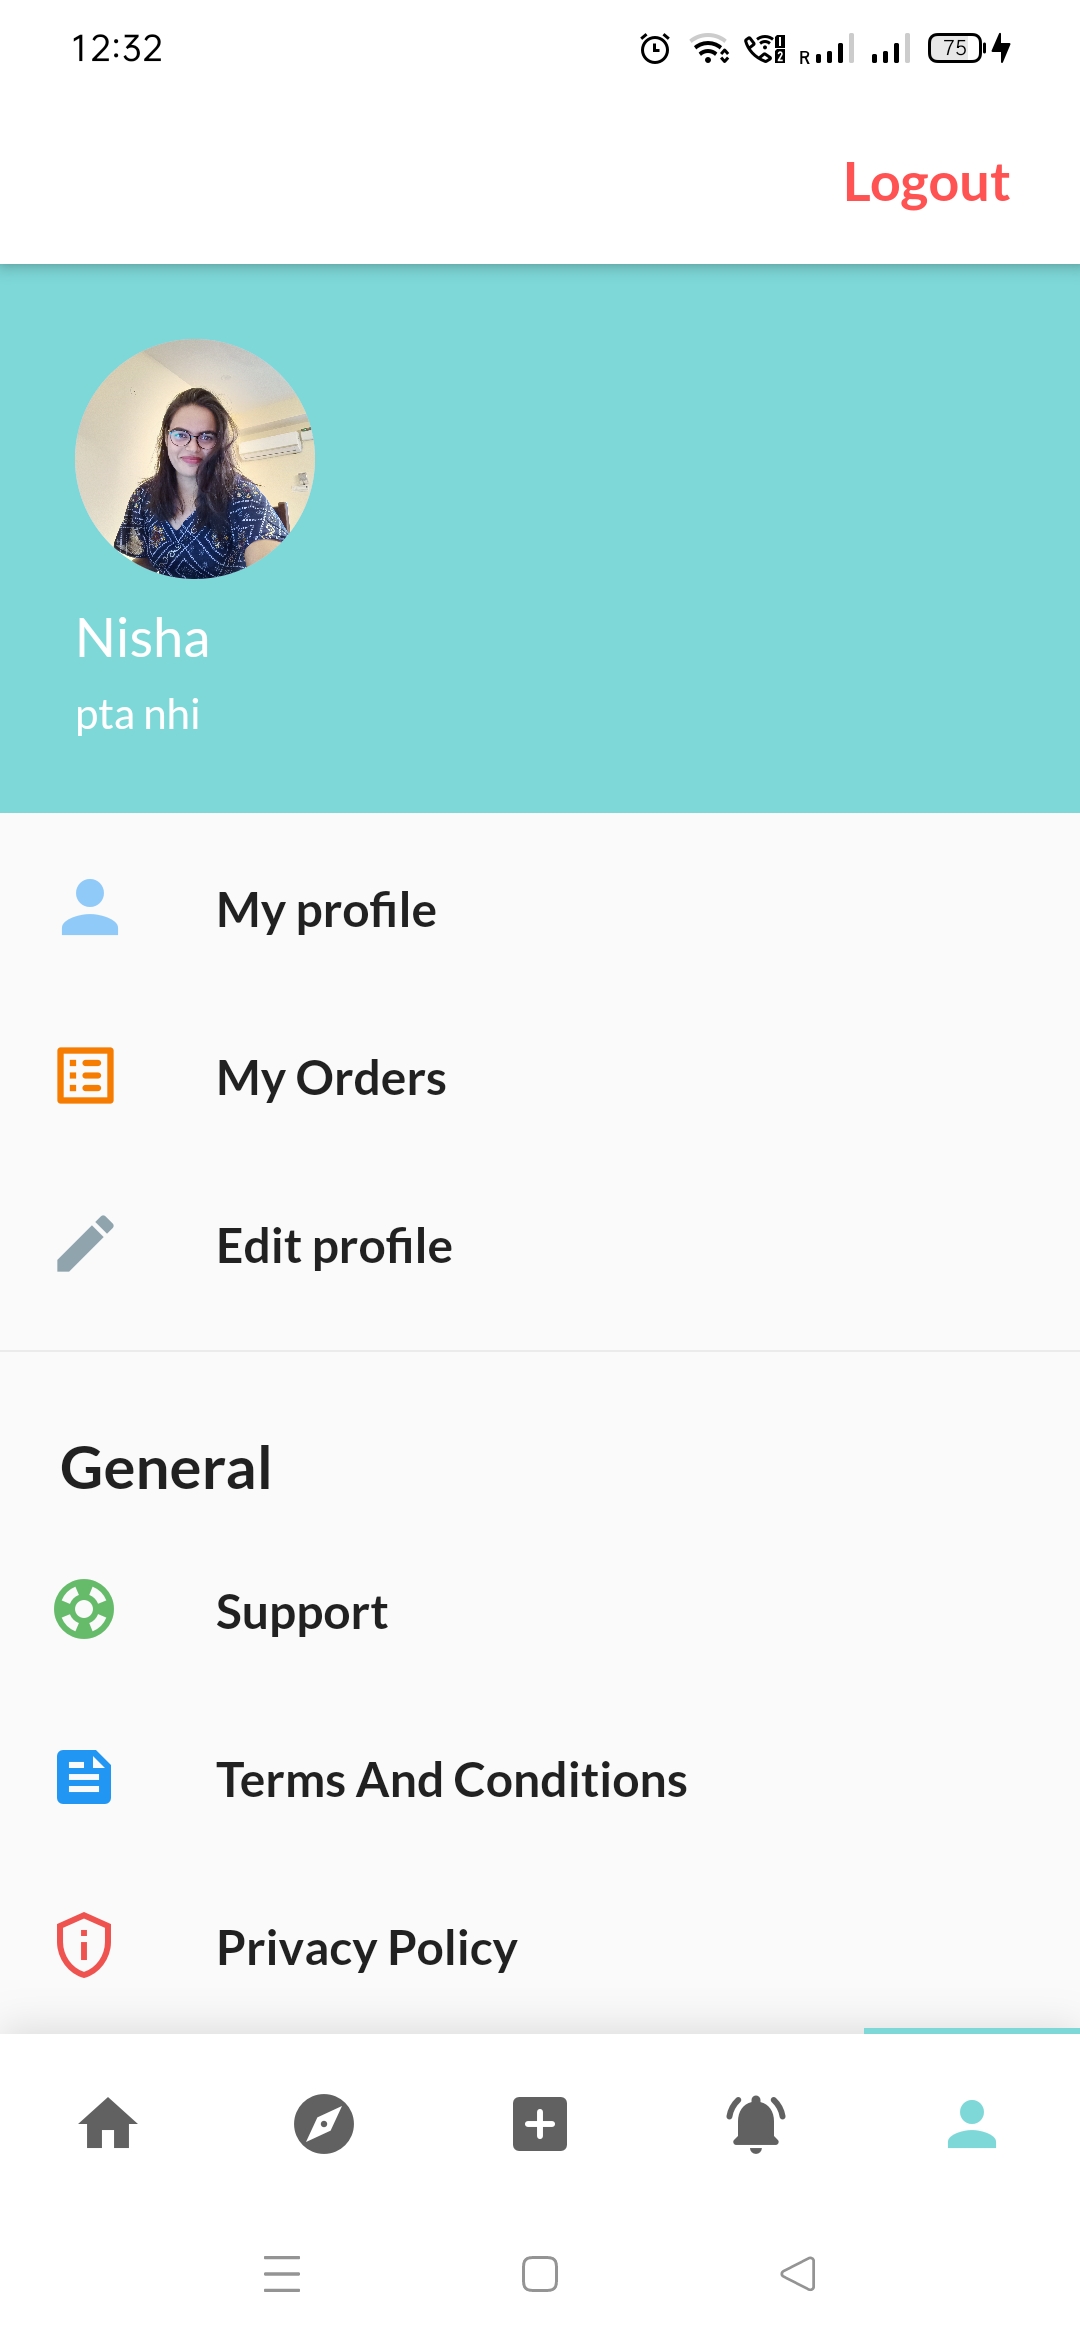 12:32
R
75
Logout
Nisha
pta nhi
My profile
My Orders
Edit profile
General
Support
Terms And Conditions
Privacy Policy